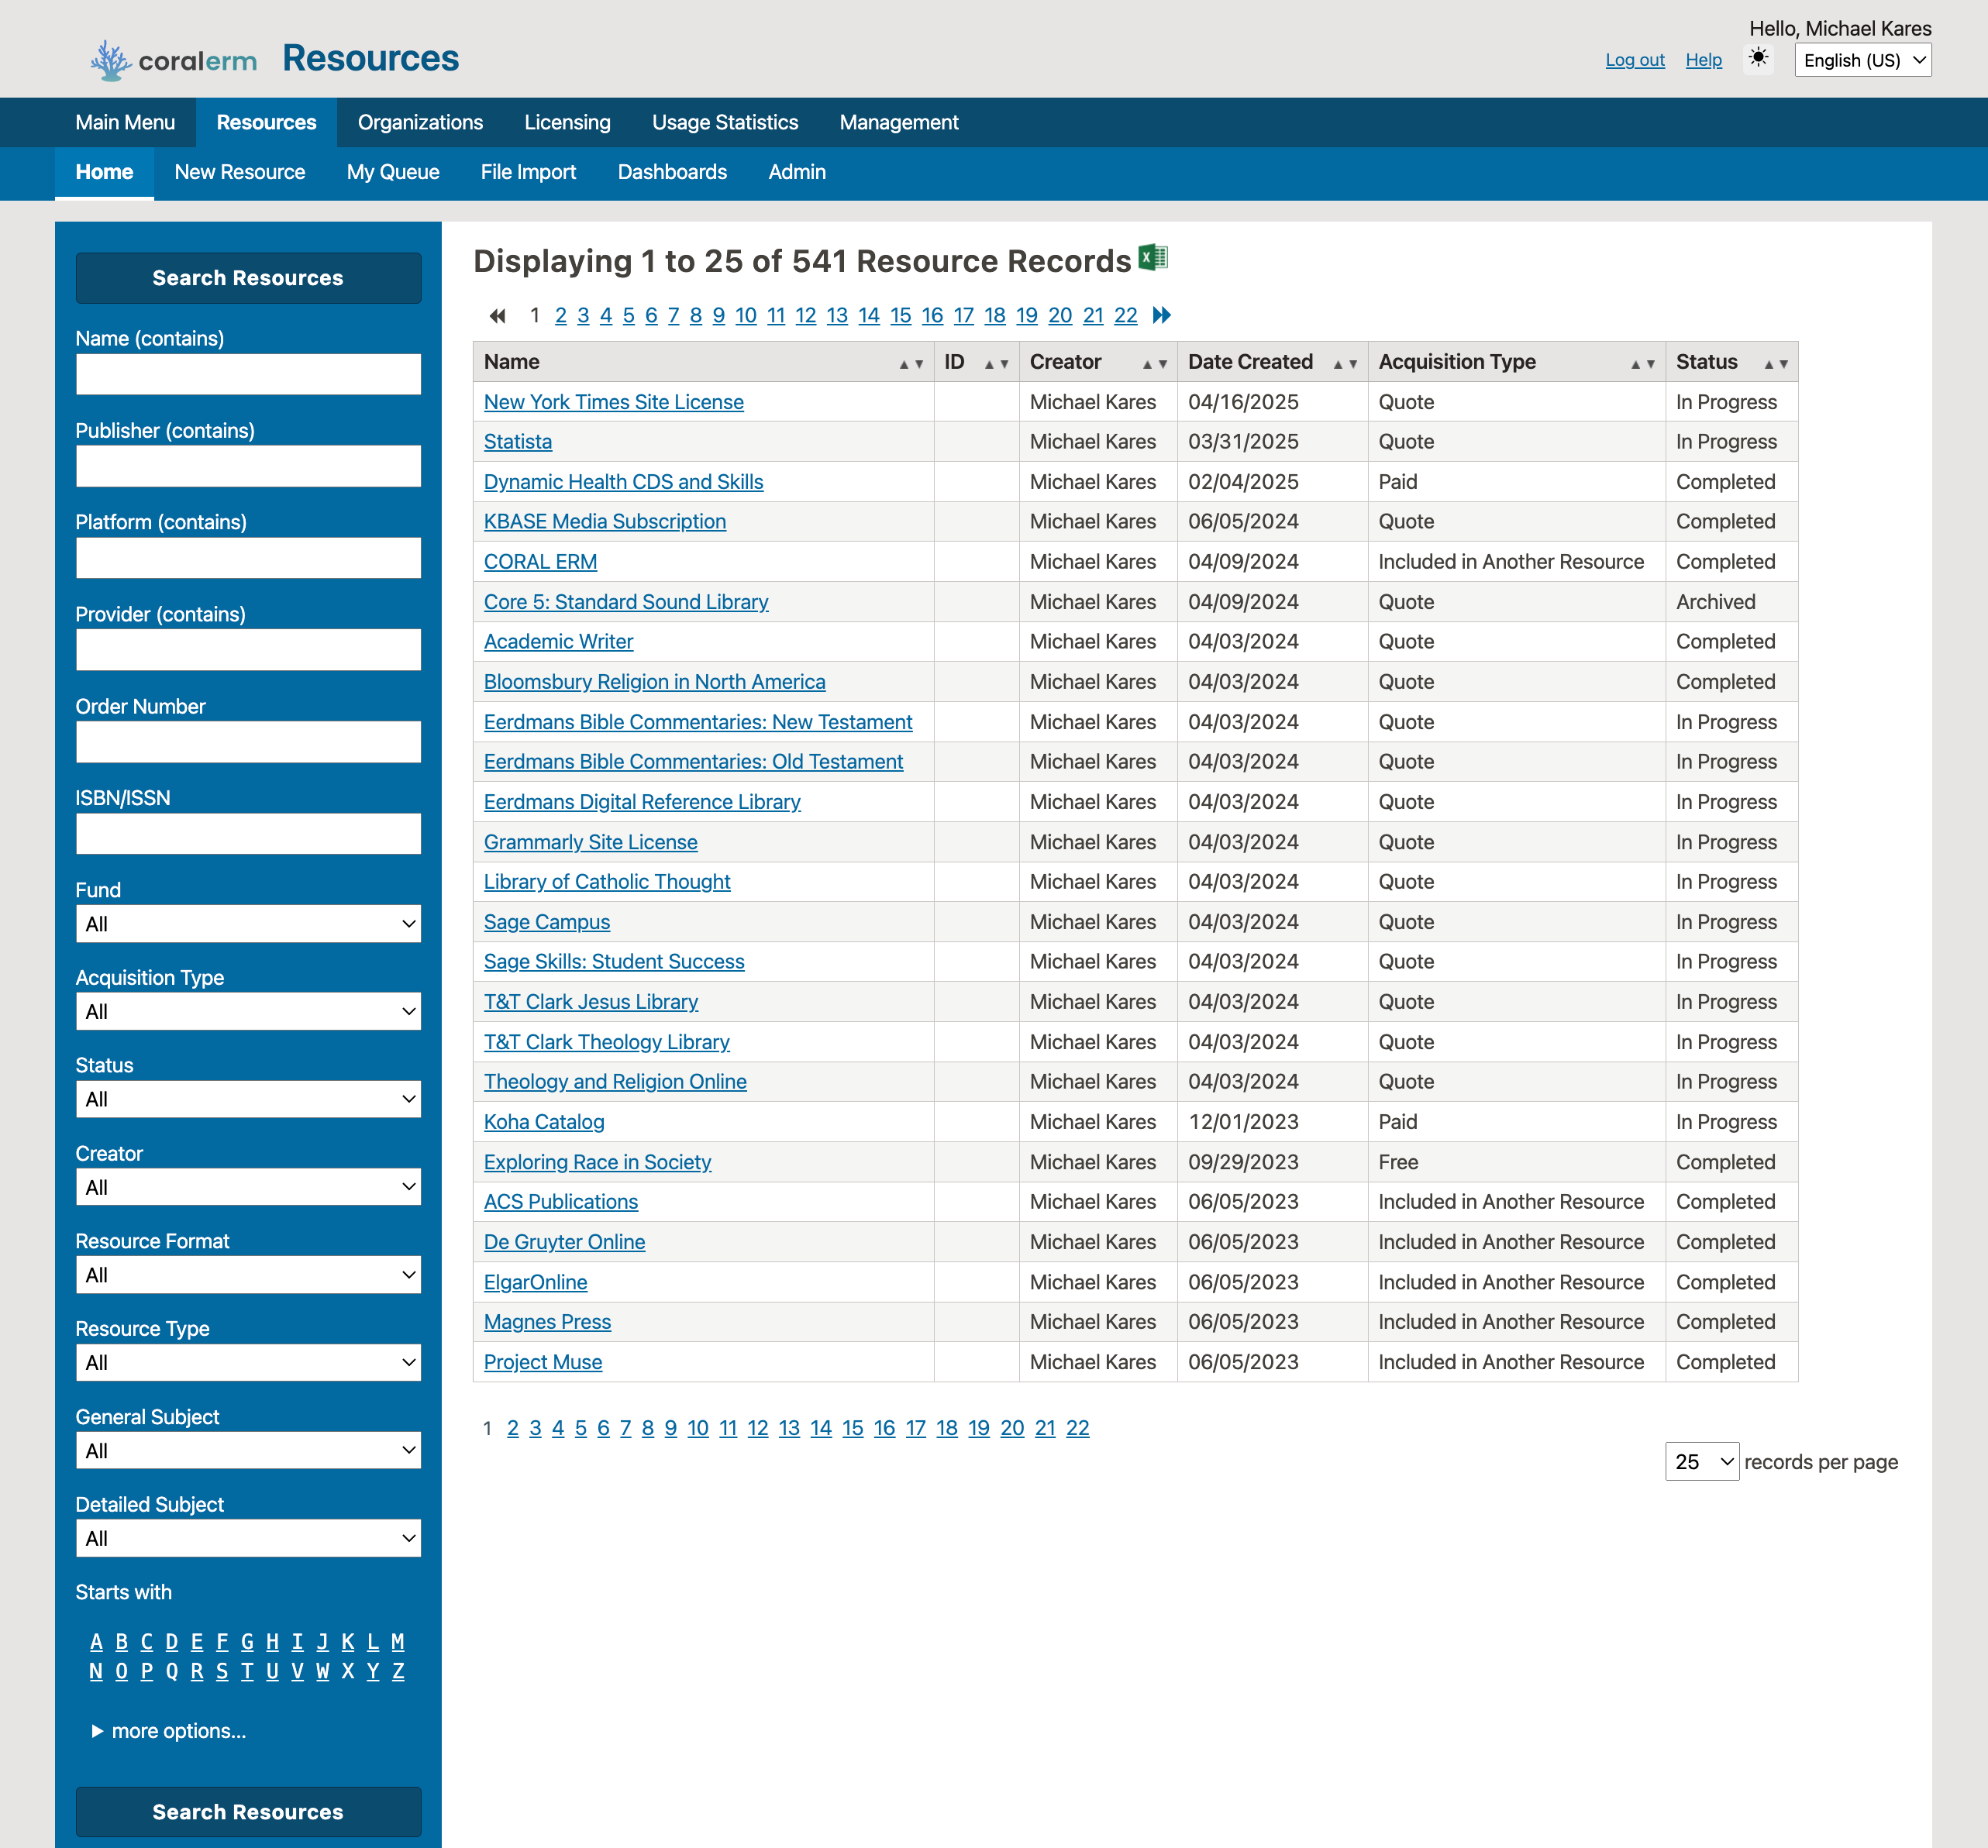 Hello, Michael Kares
coralerm Resources
Log out Help English (US)
Main Menu Resources Organizations Licensing Usage Statistics Management
Home New Resource My Queue File Import Dashboards Admin
Search Resources
Name (contains)
Publisher (contains)
Platform (contains)
Provider (contains)
Order Number
ISBN/ISSN
Fund
All
Acquisition Type
All
Status
All
Creator
All
Resource Format
All
Resource Type
All
General Subject
All
Detailed Subject
All
Starts with
A B C D E F G H I J K L M
N O P Q R S T U V W X Y Z
more options...
Search Resources
Displaying 1 to 25 of 541 Resource Records
1 2 3 4 5 6 7 8 9 10 11 12 13 14 15 16 17 18 19 20 21 22
Name ID Creator Date Created Acquisition Type Status
New York Times Site License Michael Kares 04/16/2025 Quote In Progress
Statista Michael Kares 03/31/2025 Quote In Progress
Dynamic Health CDS and Skills Michael Kares 02/04/2025 Paid Completed
KBASE Media Subscription Michael Kares 06/05/2024 Quote Completed
CORAL ERM Michael Kares 04/09/2024 Included in Another Resource Completed
Core 5: Standard Sound Library Michael Kares 04/09/2024 Quote Archived
Academic Writer Michael Kares 04/03/2024 Quote Completed
Bloomsbury Religion in North America Michael Kares 04/03/2024 Quote Completed
Eerdmans Bible Commentaries: New Testament Michael Kares 04/03/2024 Quote In Progress
Eerdmans Bible Commentaries: Old Testament Michael Kares 04/03/2024 Quote In Progress
Eerdmans Digital Reference Library Michael Kares 04/03/2024 Quote In Progress
Grammarly Site License Michael Kares 04/03/2024 Quote In Progress
Library of Catholic Thought Michael Kares 04/03/2024 Quote In Progress
Sage Campus Michael Kares 04/03/2024 Quote In Progress
Sage Skills: Student Success Michael Kares 04/03/2024 Quote In Progress
T&T Clark Jesus Library Michael Kares 04/03/2024 Quote In Progress
T&T Clark Theology Library Michael Kares 04/03/2024 Quote In Progress
Theology and Religion Online Michael Kares 04/03/2024 Quote In Progress
Koha Catalog Michael Kares 12/01/2023 Paid In Progress
Exploring Race in Society Michael Kares 09/29/2023 Free Completed
ACS Publications Michael Kares 06/05/2023 Included in Another Resource Completed
De Gruyter Online Michael Kares 06/05/2023 Included in Another Resource Completed
ElgarOnline Michael Kares 06/05/2023 Included in Another Resource Completed
Magnes Press Michael Kares 06/05/2023 Included in Another Resource Completed
Project Muse Michael Kares 06/05/2023 Included in Another Resource Completed
1 2 3 4 5 6 7 8 9 10 11 12 13 14 15 16 17 18 19 20 21 22
25 records per page